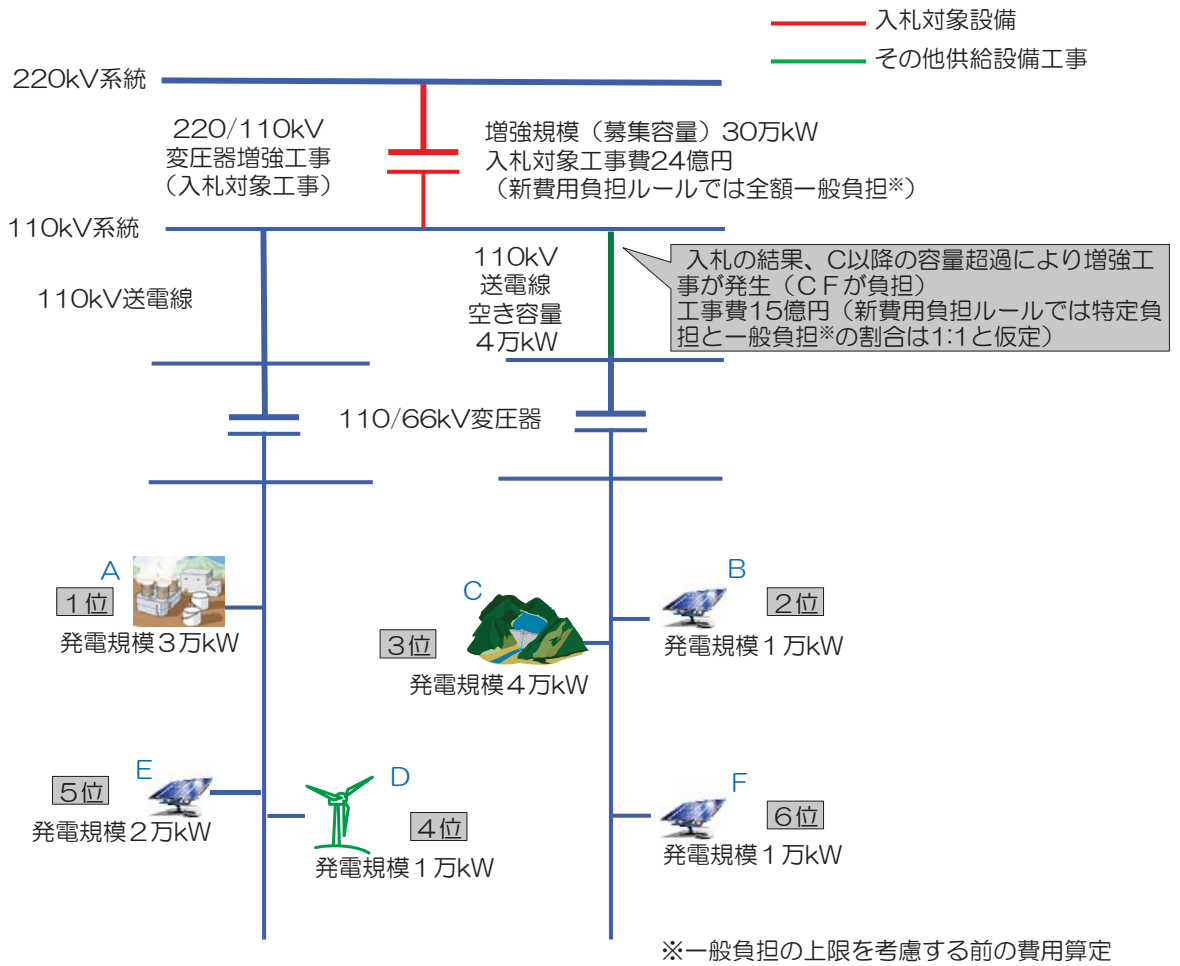 入札対象設備
その他供給設備工事
220kV系統
220/110kV
変圧器増強工事
（入札対象工事）
増強規模（募集容量）30万kW
入札対象工事費24億円
（新費用負担ルールでは全額一般負担※）
110kV系統
110kV送電線
110kV
送電線
空き容量
4万kW
入札の結果、C以降の容量超過により増強工
事が発生（CFが負担）
工事費15億円（新費用負担ルールでは特定負
担と一般負担※の割合は1:1と仮定）
110/66kV変圧器
A
1位
発電規模3万kW
B
2位
発電規模1万kW
C
3位
発電規模4万kW
E
5位
発電規模2万kW
D
4位
発電規模1万kW
F
6位
発電規模1万kW
※一般負担の上限を考慮する前の費用算定